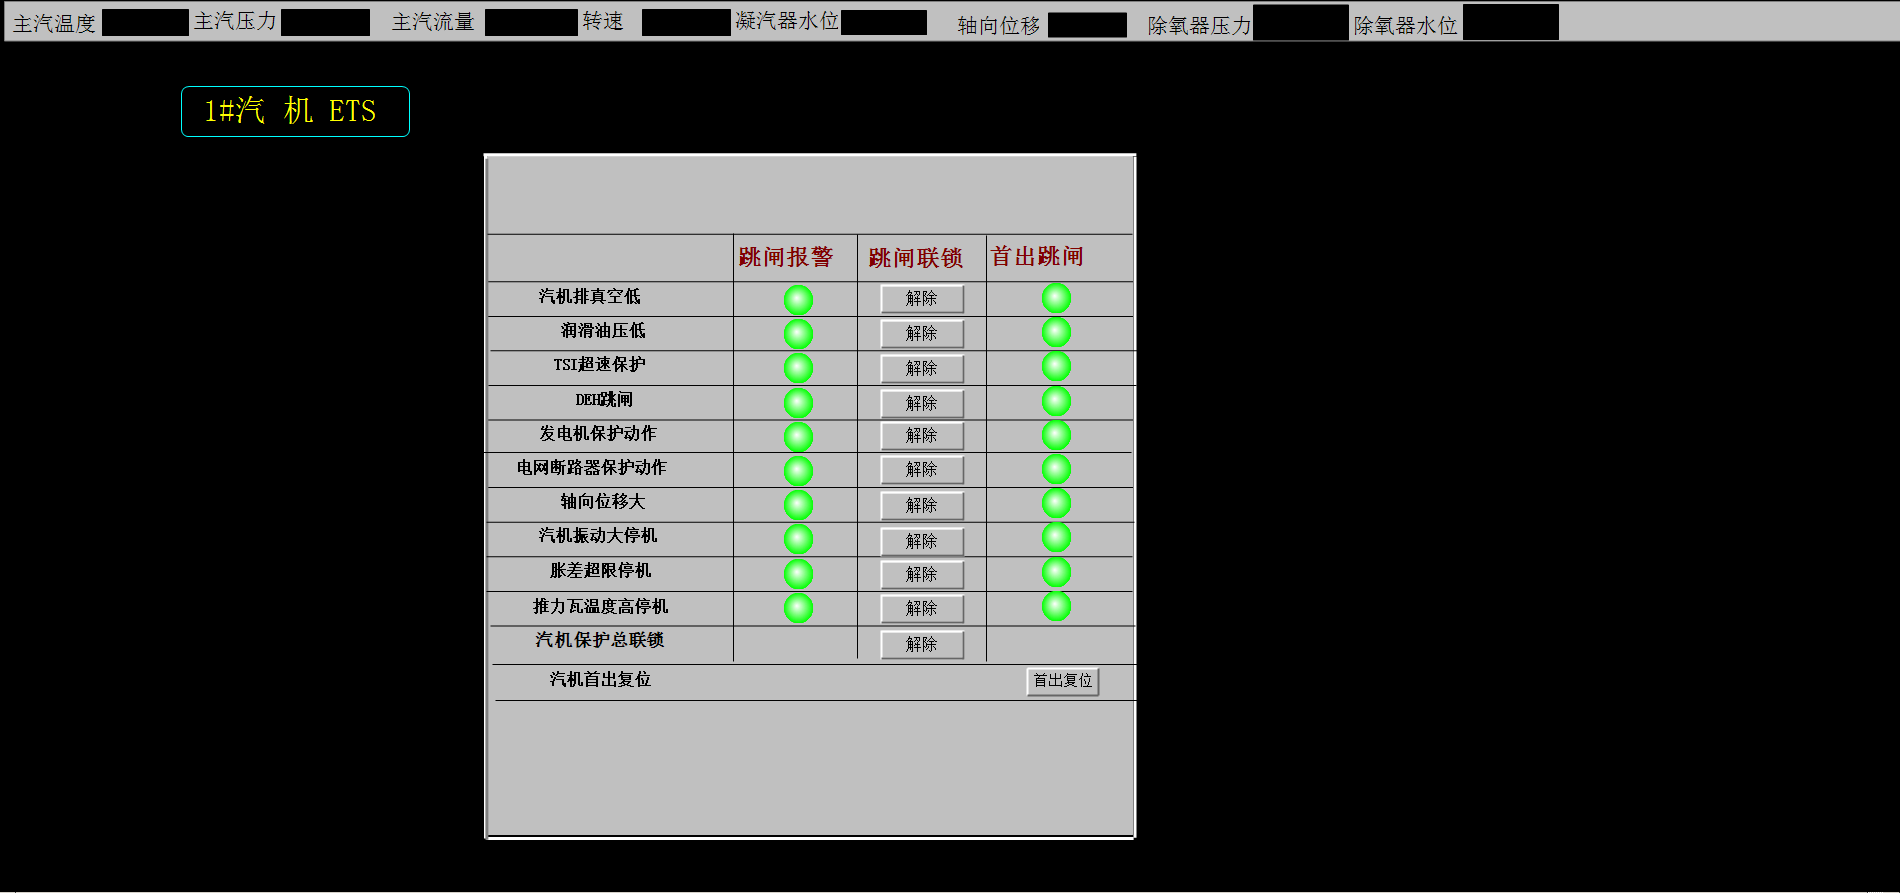 主汽温度 主汽压力 主汽流量 转速 凝汽器水位 轴向位移 除氧器压力 除氧器水位
1#汽 机 ETS
跳闸报警 跳闸联锁 首出跳闸
汽机排真空低 解除
润滑油压低 解除
TSI超速保护 解除
DEH跳闸 解除
发电机保护动作 解除
电网断路器保护动作 解除
轴向位移大 解除
汽机振动大停机 解除
胀差超限停机 解除
推力瓦温度高停机 解除
汽机保护总联锁 解除
汽机首出复位 首出复位